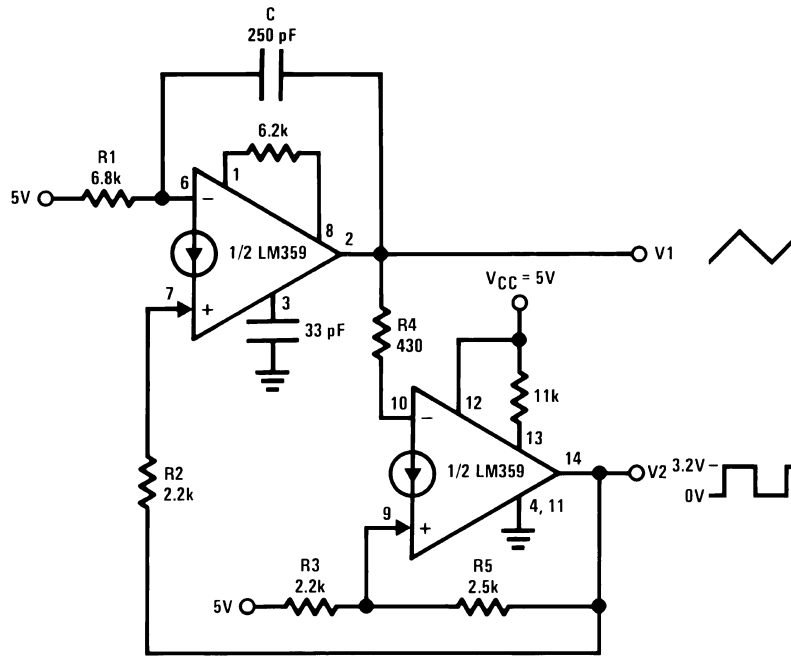 C
250 pF
6.2k
R1
6.8k
5V
6
−
1
8
2
1/2 LM359
V1
7
+
3
33 pF
VCC = 5V
R4
430
11k
12
10
−
13
14
1/2 LM359
V2
3.2V
0V
R2
2.2k
9
+
4, 11
R3
2.2k
R5
2.5k
5V